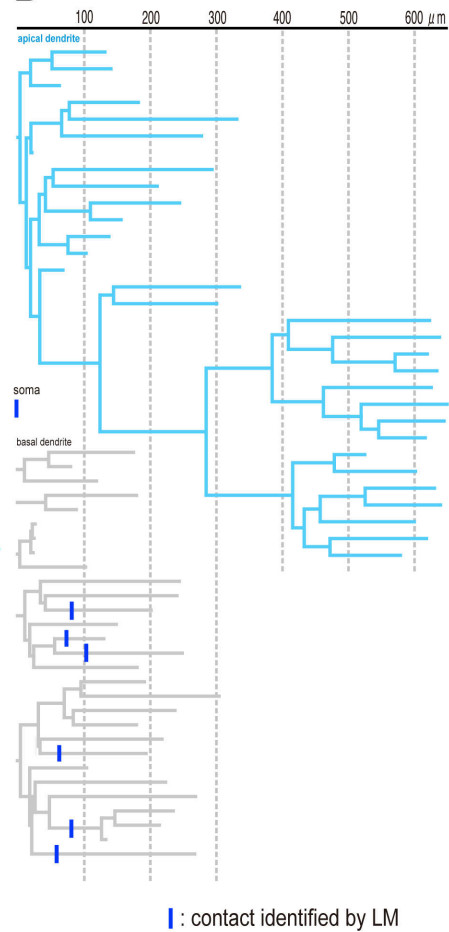 100 200 300 400 500 600 μm
apical dendrite
soma
basal dendrite
: contact identified by LM